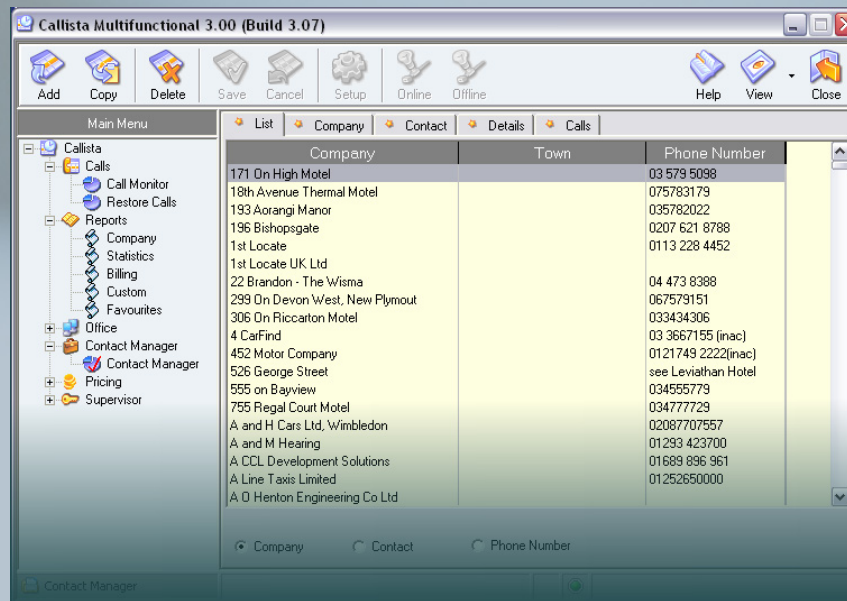 Callista Multifunctional 3.00 (Build 3.07)
Add Copy Delete Save Cancel Setup Online Offline Help View Close
Main Menu
Callista
Calls
Call Monitor
Restore Calls
Reports
Company
Statistics
Billing
Custom
Favourites
Office
Contact Manager
Contact Manager
Pricing
Supervisor
List Company Contact Details Calls
Company Town Phone Number
171 On High Motel 03 579 5098
18th Avenue Thermal Motel 075783179
193 Aorangi Manor 035782022
196 Bishopsgate 0207 621 8788
1st Locate 0113 228 4452
1st Locate UK Ltd
22 Brandon - The Wisma 04 473 8388
299 On Devon West, New Plymout 067579151
306 On Riccarton Motel 033434306
4 CarFind 03 3667155 (inac)
452 Motor Company 0121749 2222(inac)
526 George Street see Leviathan Hotel
555 on Bayview 034555779
755 Regal Court Motel 034777729
A and H Cars Ltd, Wimbledon 02087707557
A and M Hearing 01293 423700
A CCL Development Solutions 01689 896 961
A Line Taxis Limited 01252650000
A O Henton Engineering Co Ltd
Company Contact Phone Number
Contact Manager